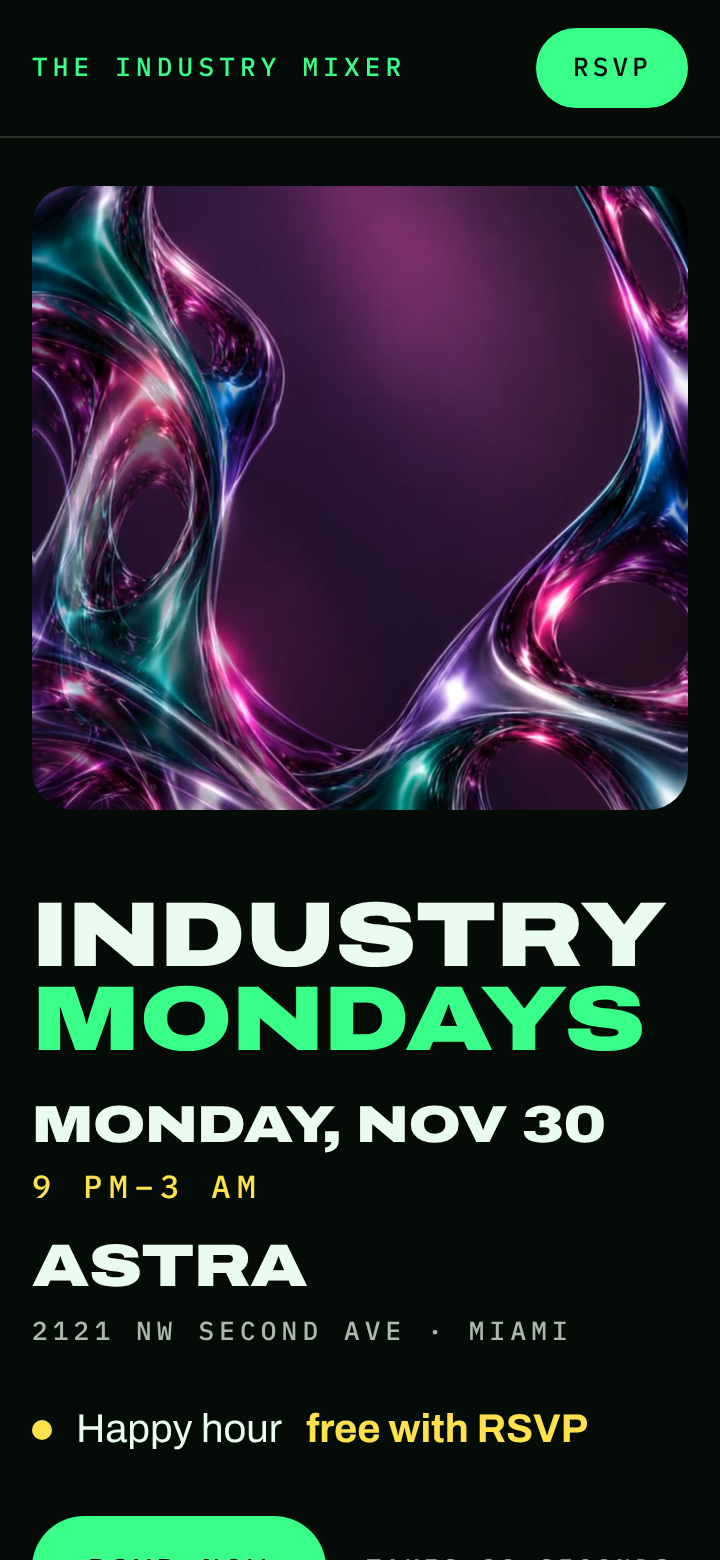 THE INDUSTRY MIXER
RSVP
INDUSTRY
MONDAYS
MONDAY, NOV 30
9 PM–3 AM
ASTRA
2121 NW SECOND AVE · MIAMI
Happy hour free with RSVP